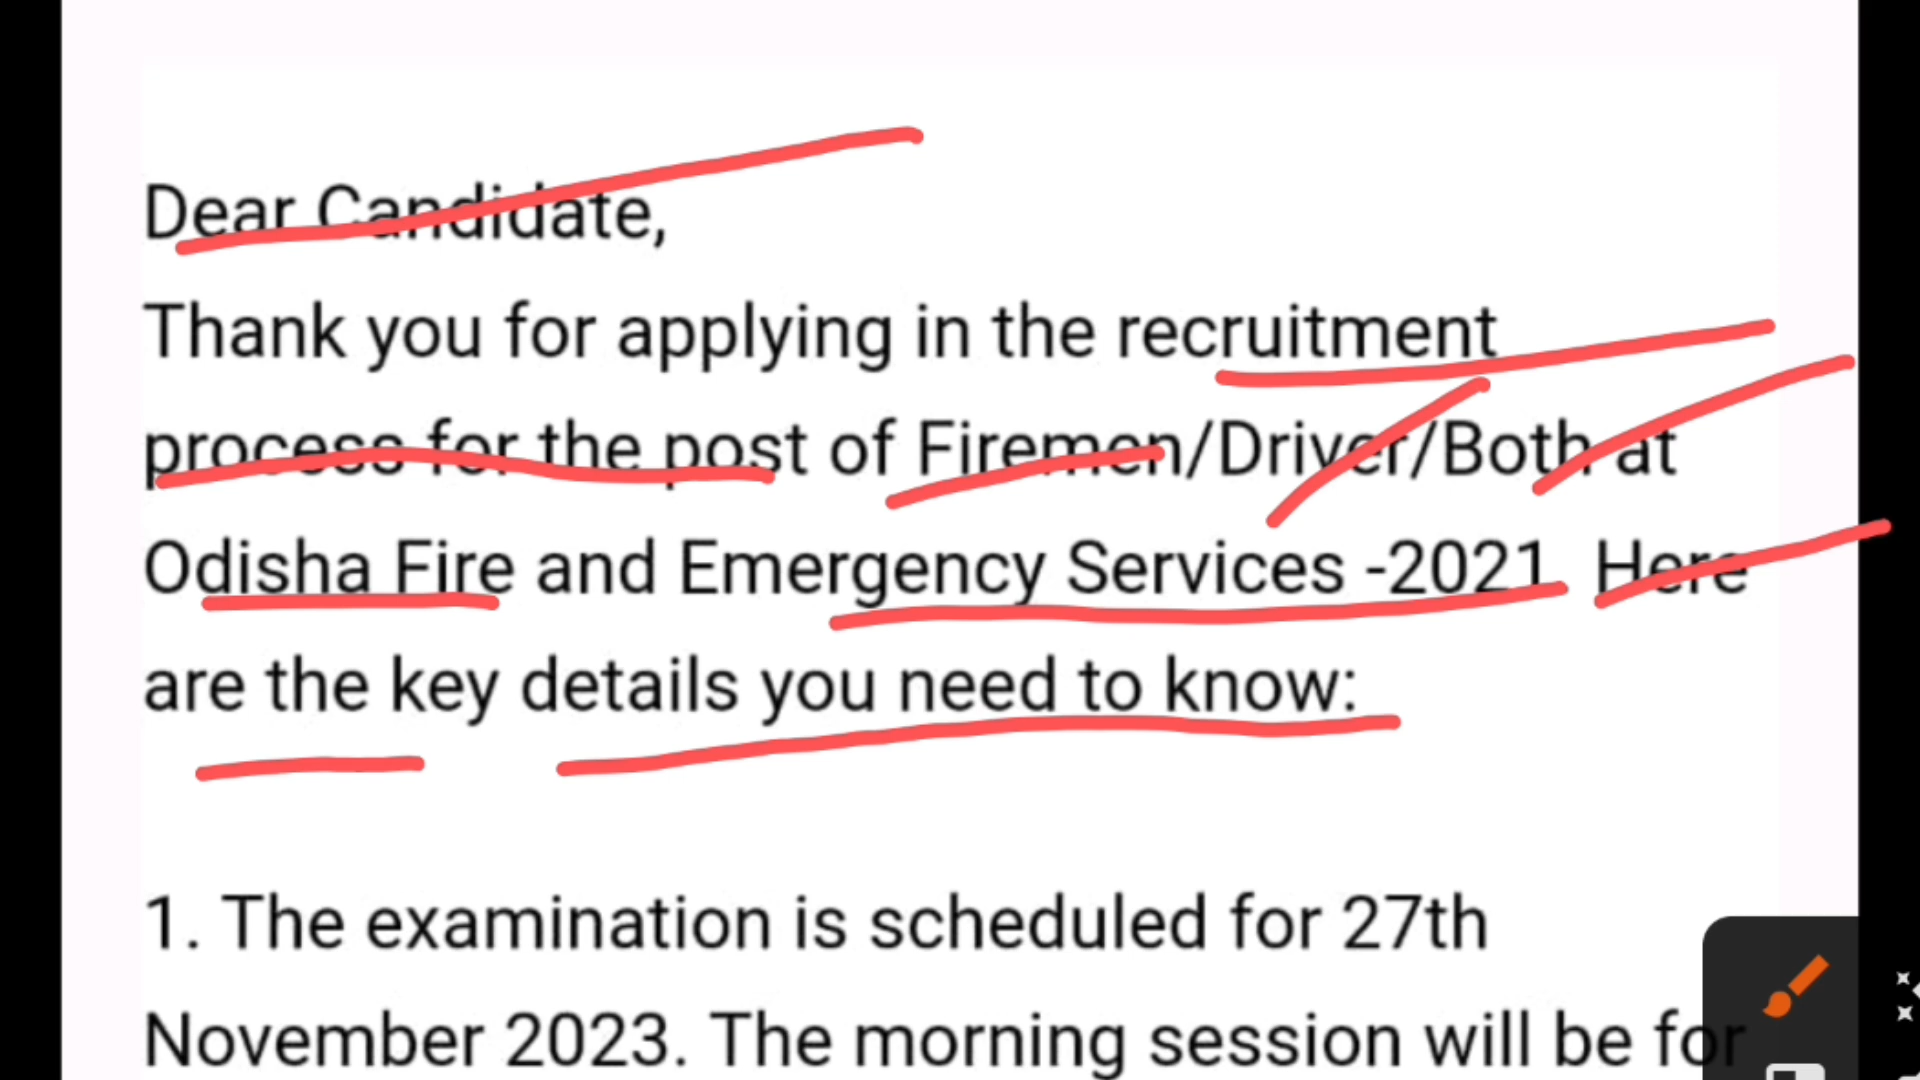 Dear Candidate,
Thank you for applying in the recruitment
process for the post of Firemen/Driver/Both at
Odisha Fire and Emergency Services -2021. Here
are the key details you need to know:
1. The examination is scheduled for 27th
November 2023. The morning session will be for